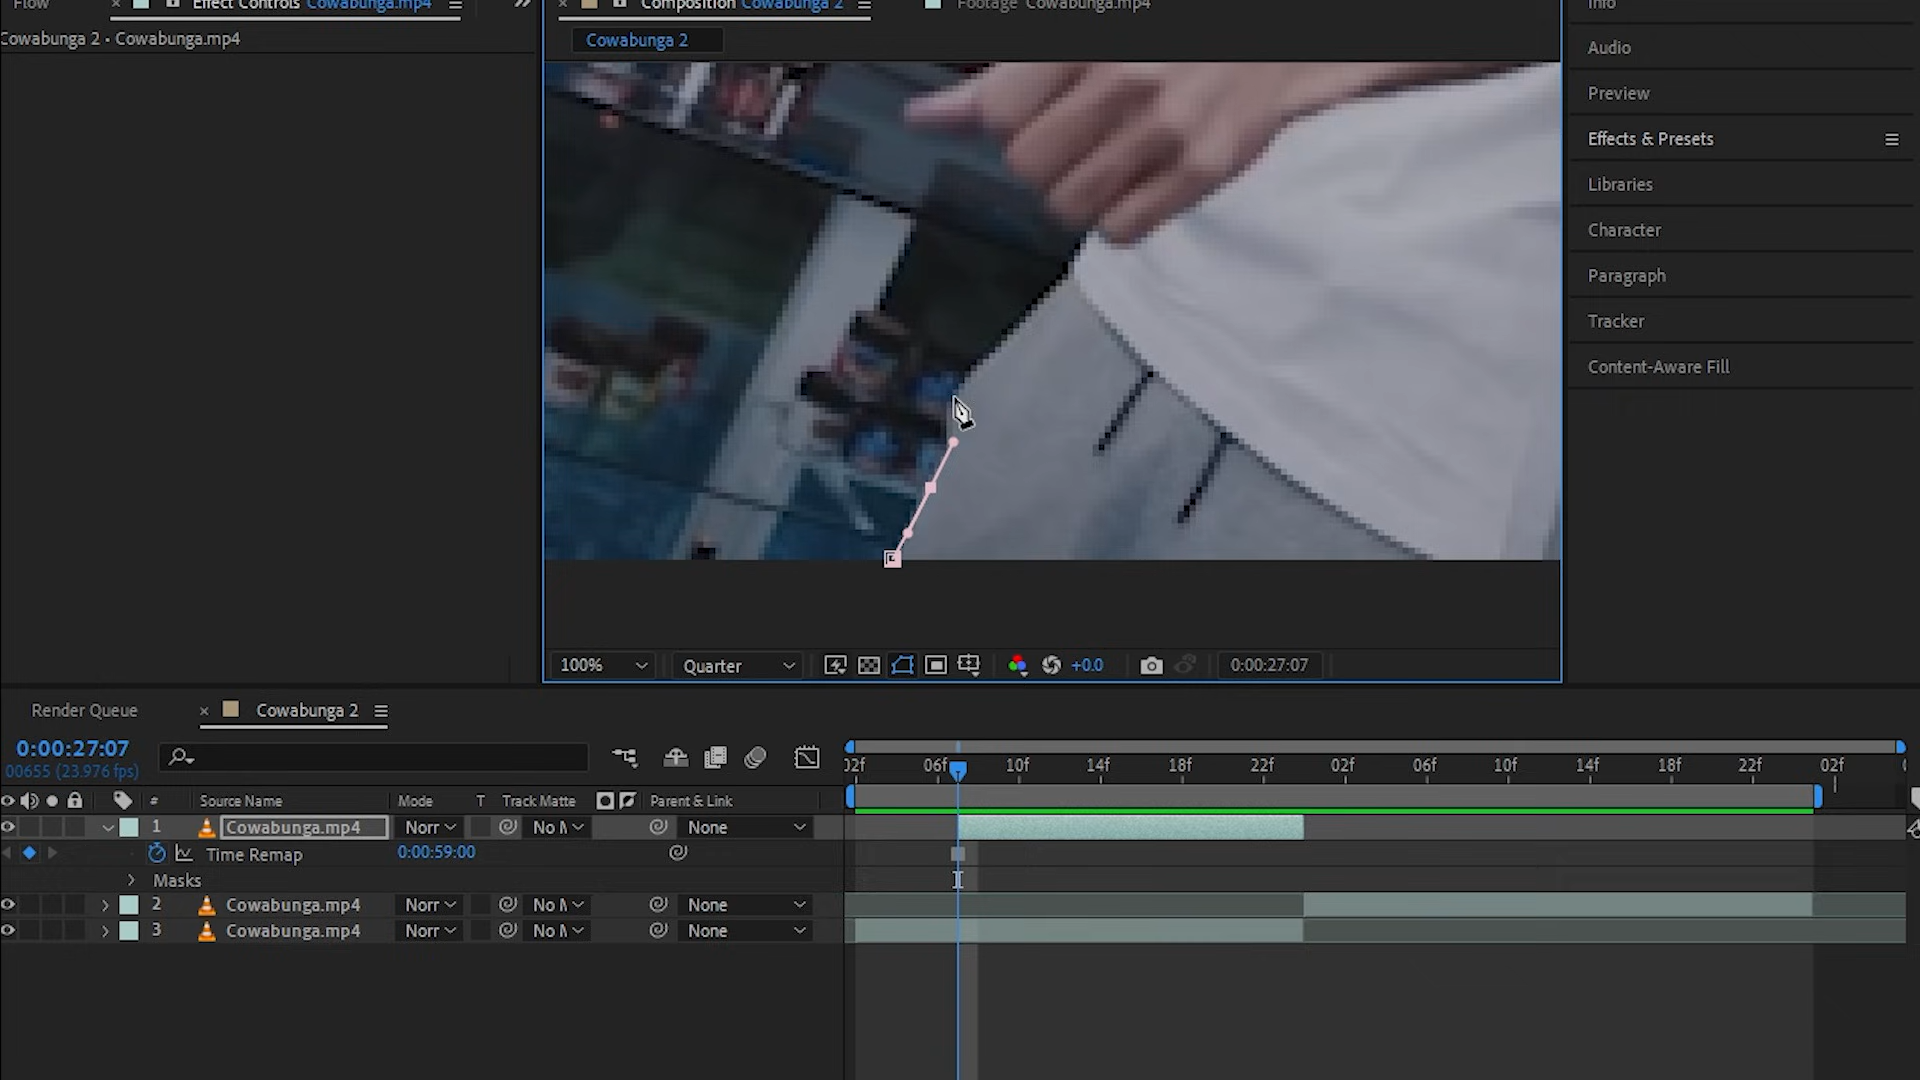 Flow
Effect Controls Cowabunga.mp4
Composition Cowabunga 2
Footage Cowabunga.mp4
Info
Cowabunga 2 • Cowabunga.mp4
Cowabunga 2
Audio
Preview
Effects & Presets
Libraries
Character
Paragraph
Tracker
Content-Aware Fill
100%
Quarter
+0.0
0:00:27:07
Render Queue
Cowabunga 2
0:00:27:07
00655 (23.976 fps)
02f 06f 10f 14f 18f 22f 02f 06f 10f 14f 18f 22f 02f
# Source Name Mode T Track Matte Parent & Link
1 Cowabunga.mp4 Norr No M None
Time Remap 0:00:59:00
Masks
2 Cowabunga.mp4 Norr No M None
3 Cowabunga.mp4 Norr No M None